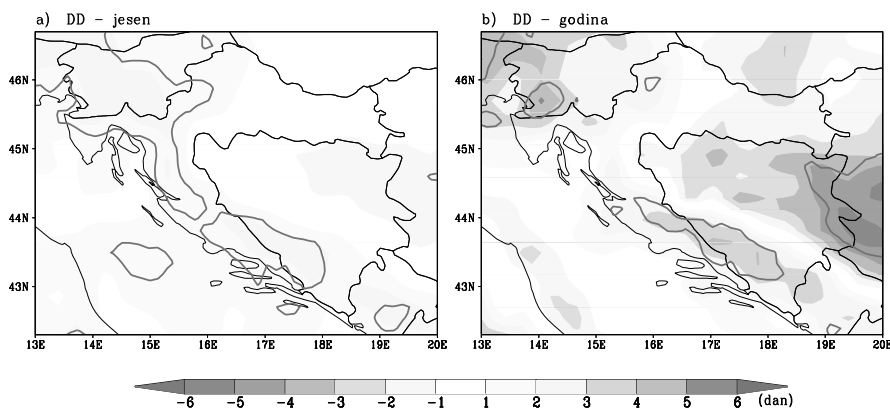 a) DD - jesen
b) DD - godina
46N
45N
44N
43N
13E 14E 15E 16E 17E 18E 19E 20E
46N
45N
44N
43N
13E 14E 15E 16E 17E 18E 19E 20E
-6 -5 -4 -3 -2 -1 1 2 3 4 5 6 (dan)